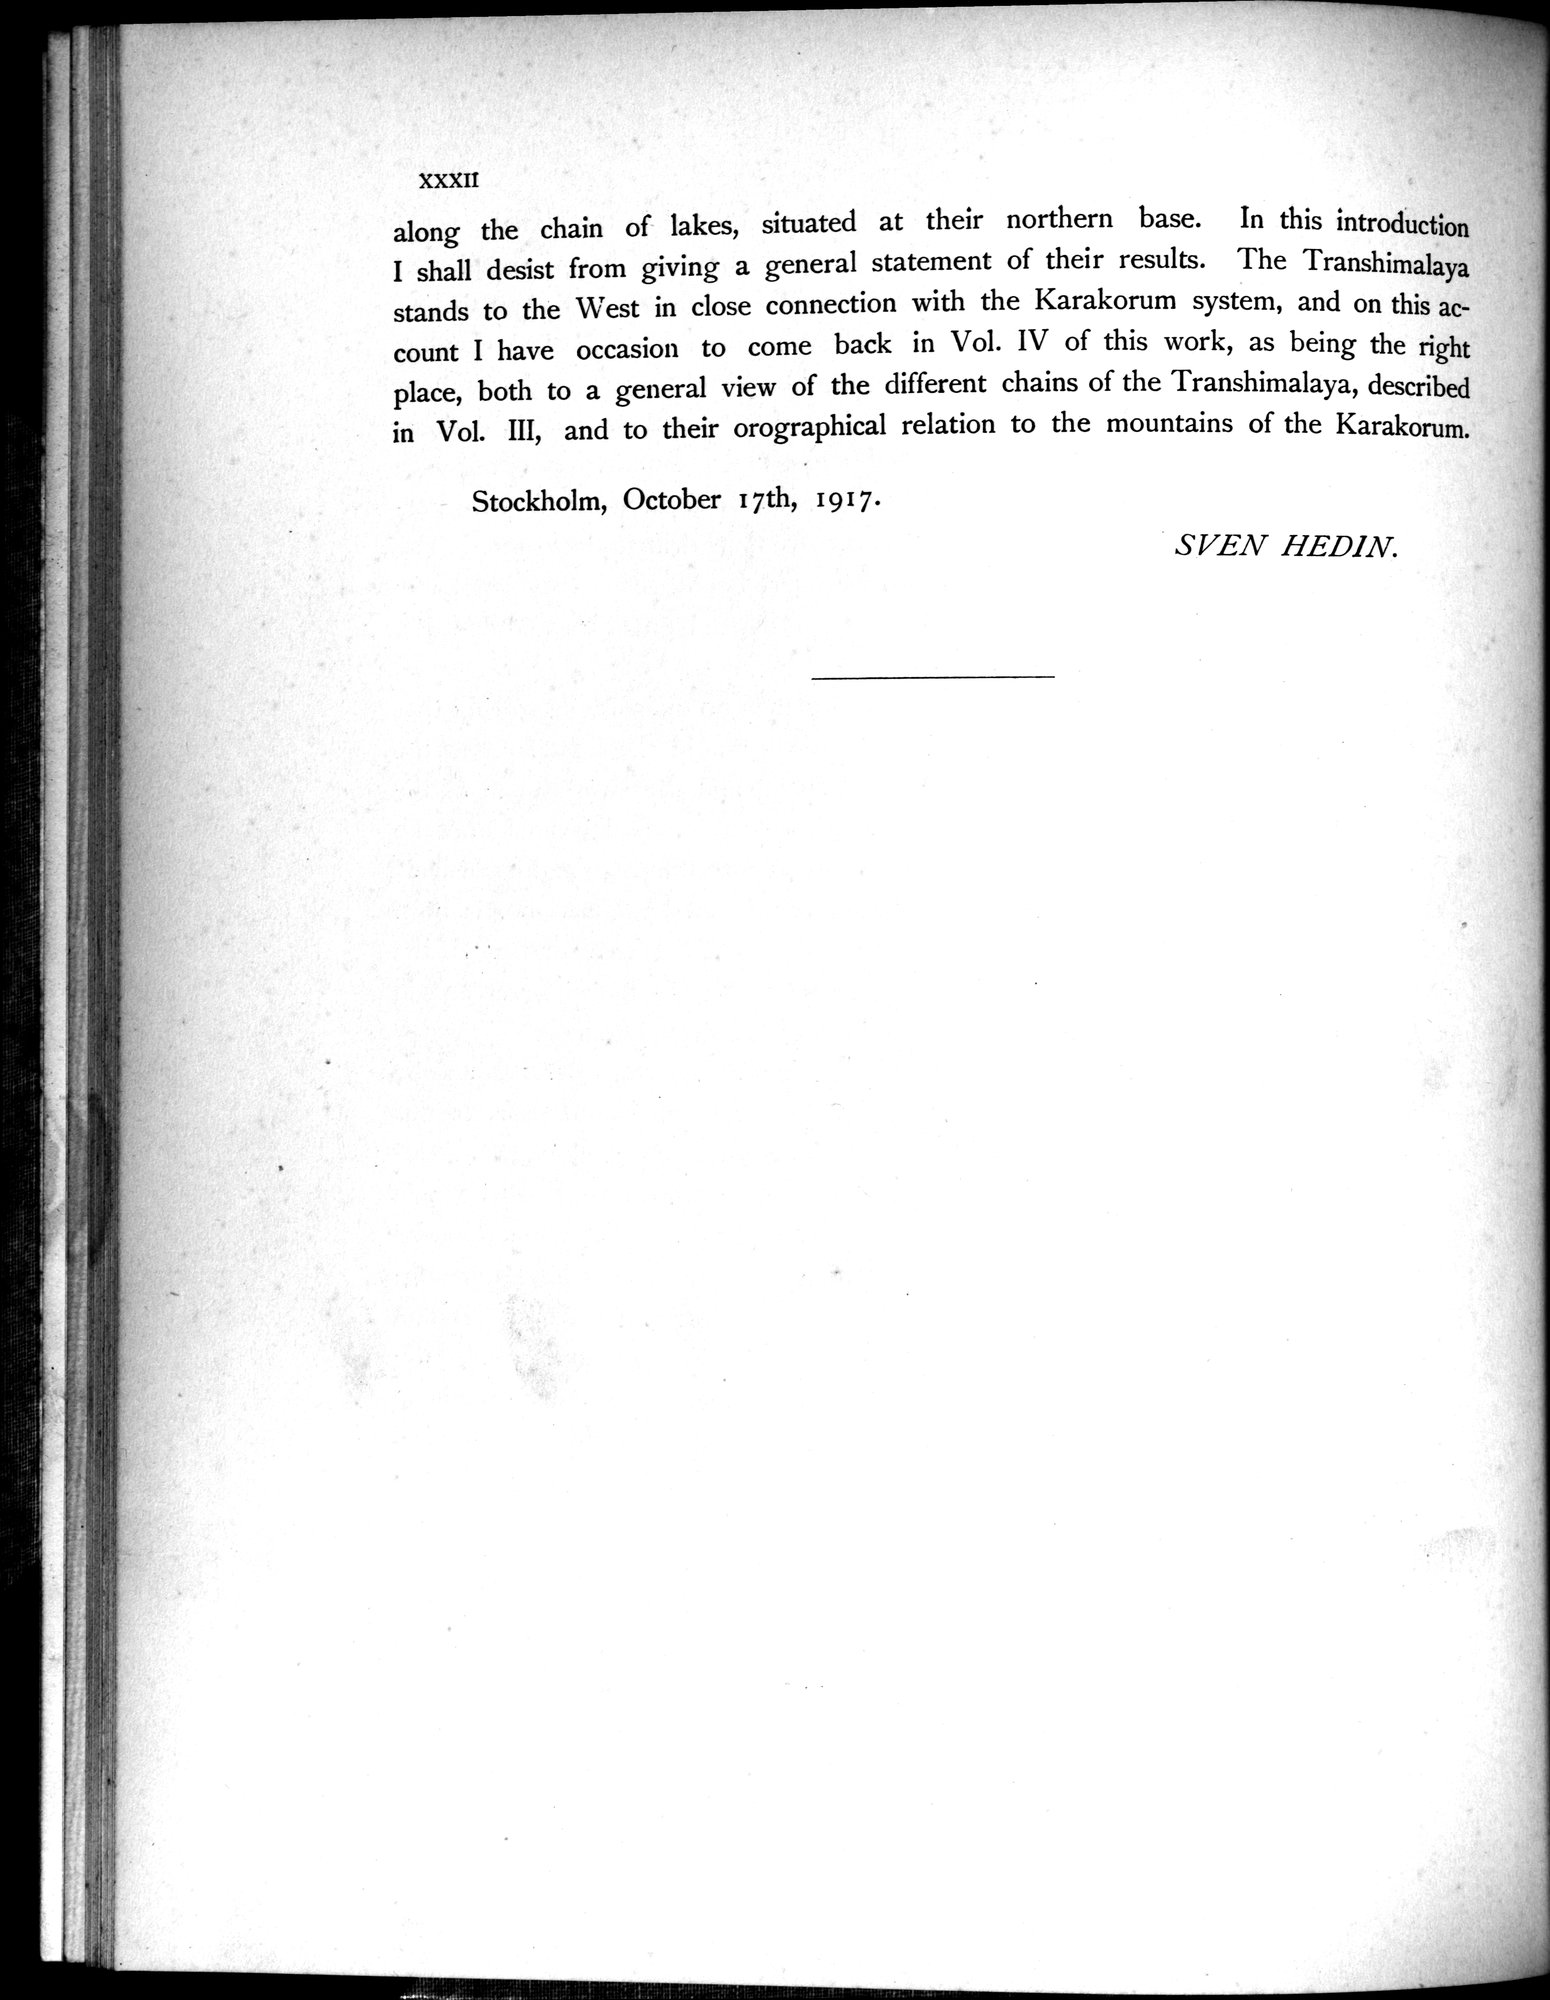 XXXII
along the chain of lakes, situated at their northern base. In this introduction
I shall desist from giving a general statement of their results. The Transhimalaya
stands to the West in close connection with the Karakorum system, and on this ac-
count I have occasion to come back in Vol. IV of this work, as being the right
place, both to a general view of the different chains of the Transhimalaya, described
in Vol. III, and to their orographical relation to the mountains of the Karakorum.
Stockholm, October 17th, 1917.
SVEN HEDIN.